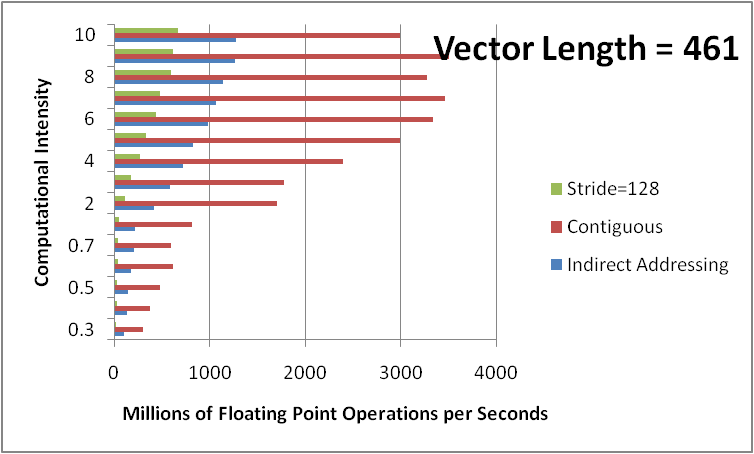 Vector Length = 461
Computational Intensity
10
8
6
4
2
0.7
0.5
0.3
0 1000 2000 3000 4000
Millions of Floating Point Operations per Seconds
Stride=128
Contiguous
Indirect Addressing